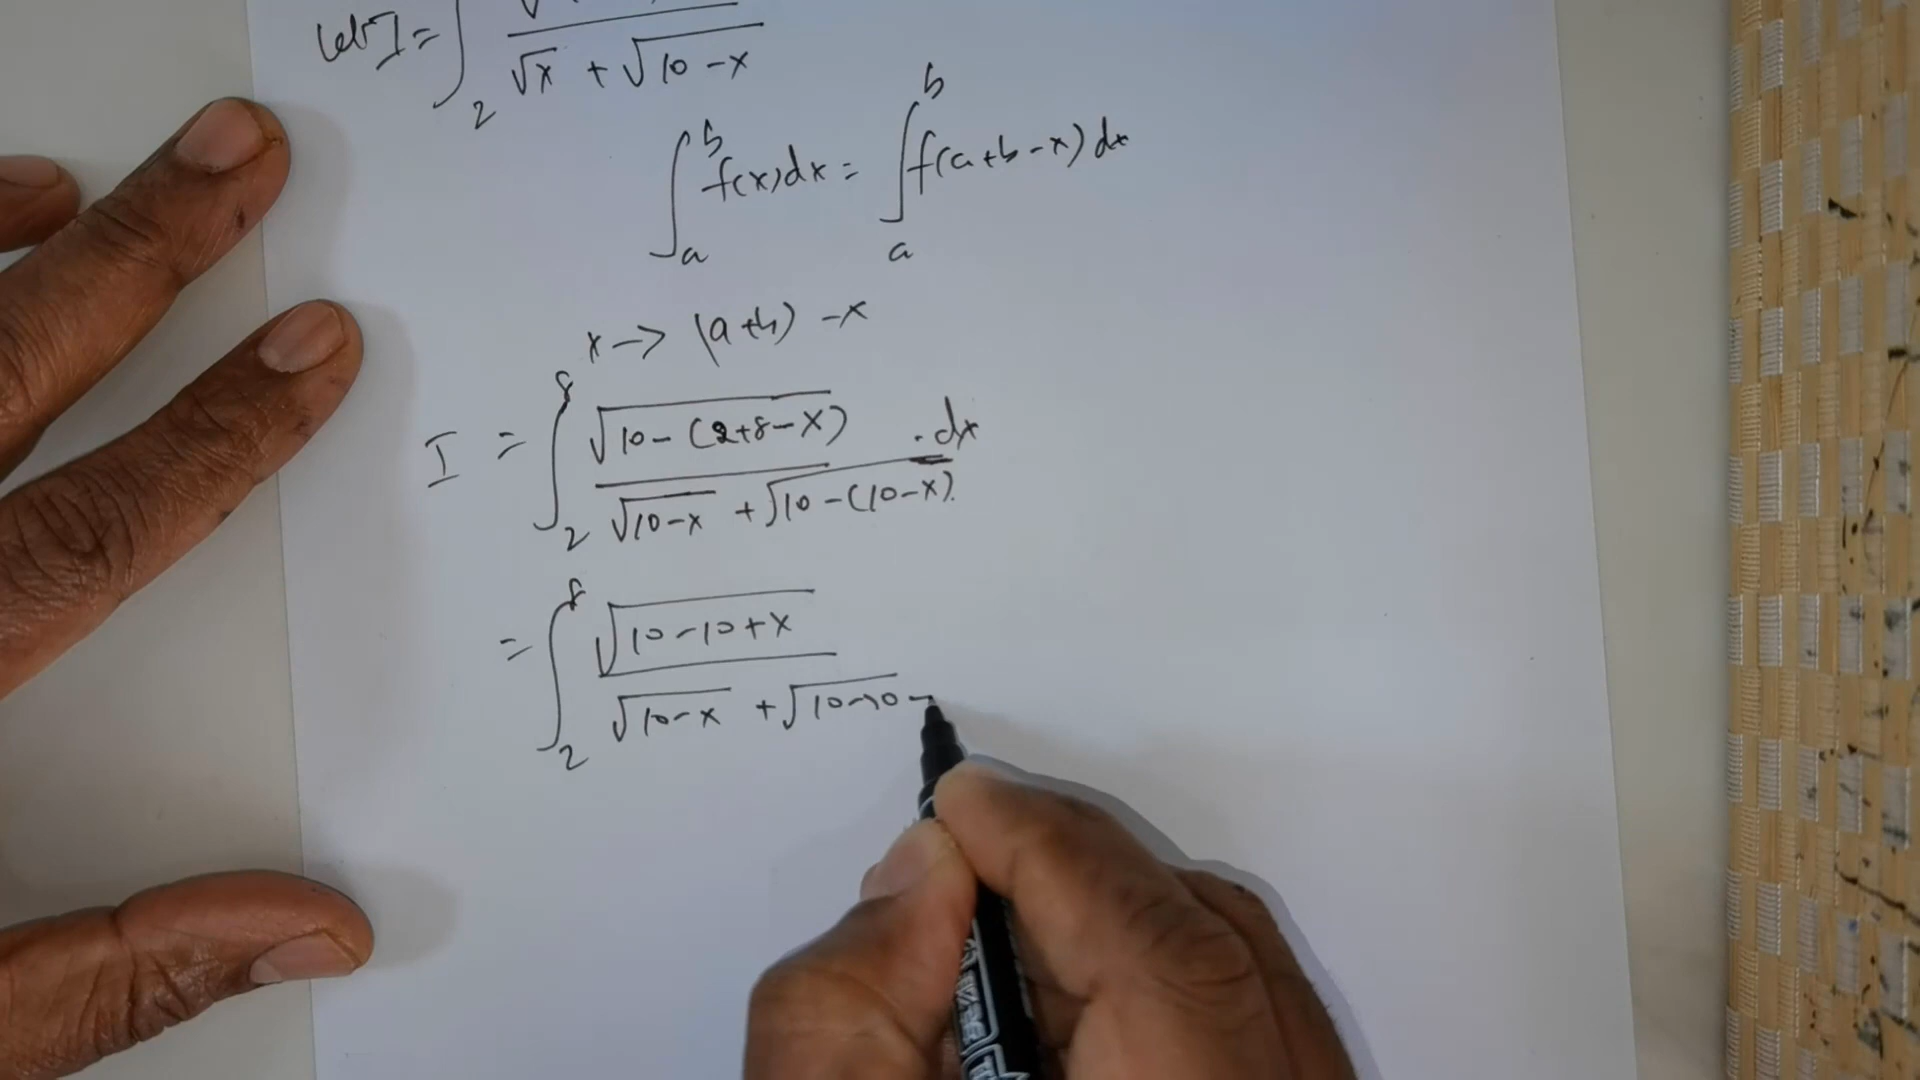 let I = ∫₂ √ / √x + √10 - x
∫ₐᵇ f(x)dx = ∫ₐᵇ f(a+b-x)dx
x → (a+b) -x
I = ∫₂⁸ √10-(2+8-x) / √10-x + √10-(10-x) .dx
= ∫₂⁸ √10-10+x / √10-x + √10-10 -